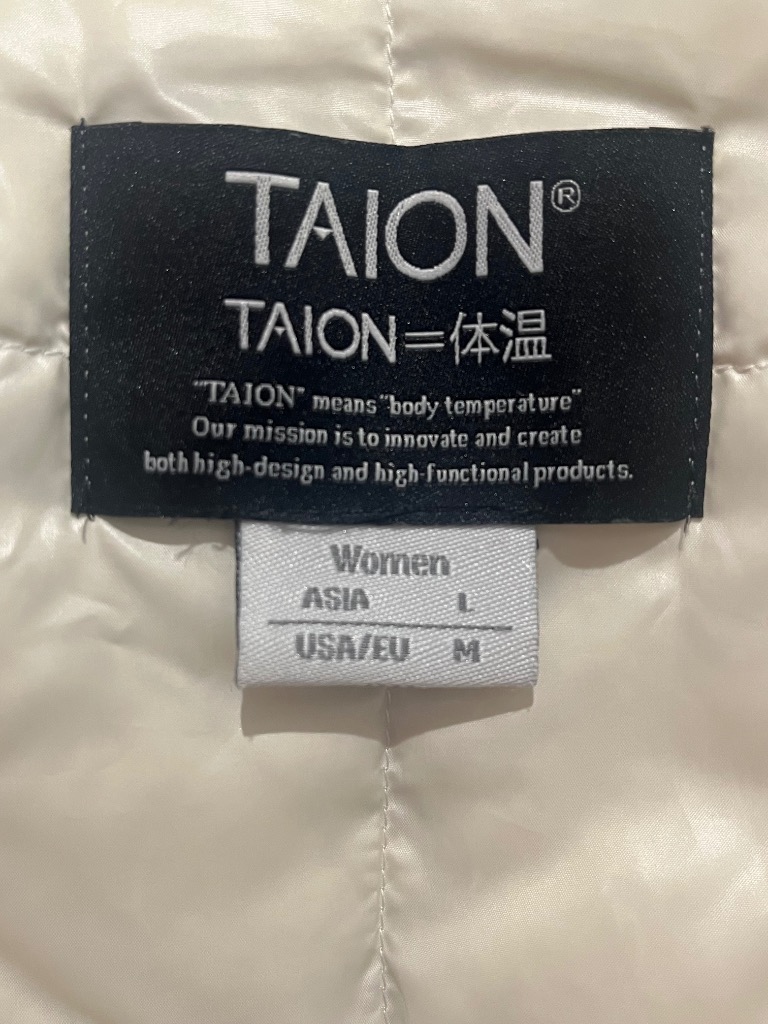 TAION®
TAION=体温
"TAION" means "body temperature"
Our mission is to innovate and create
both high-design and high-functional products.
Women
ASIA L
USA/EU M